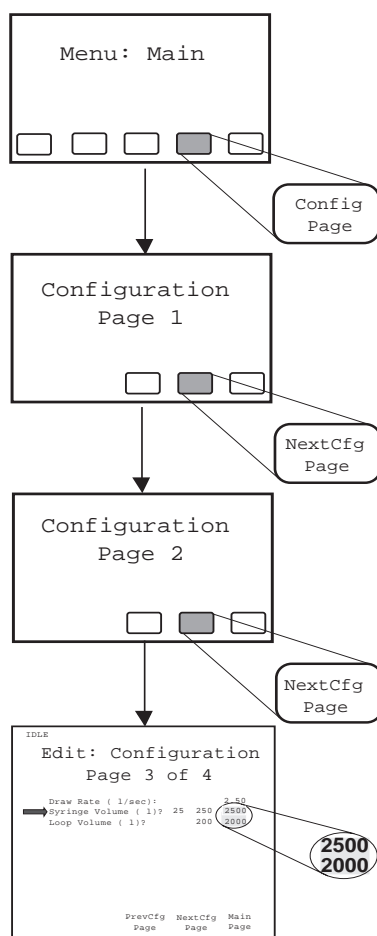 Menu: Main
Config
Page
Configuration
Page 1
NextCfg
Page
Configuration
Page 2
NextCfg
Page
IDLE
Edit: Configuration
Page 3 of 4
Draw Rate ( l/sec): 2.50
Syringe Volume ( l)? 25 250 2500
Loop Volume ( l)? 200 2000
2500
2000
PrevCfg NextCfg Main
Page Page Page